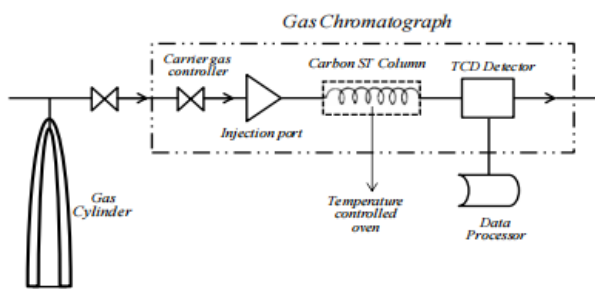 Gas Chromatograph
Carrier gas
controller
Carbon ST Column
TCD Detector
Injection port
Gas
Cylinder
Temperature
controlled
oven
Data
Processor